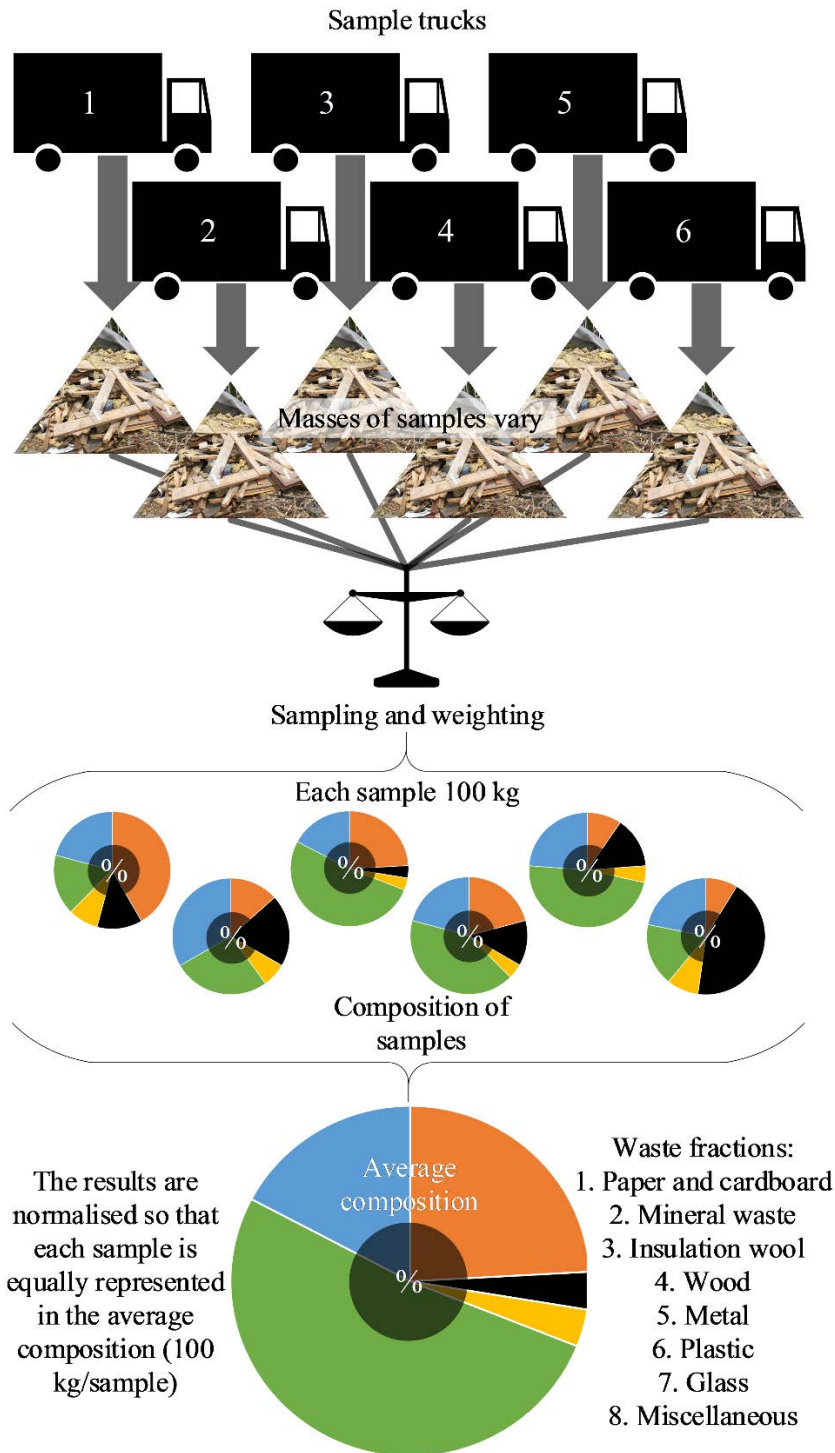 Sample trucks
1
3
5
2
4
6
Masses of samples vary
Sampling and weighting
Each sample 100 kg
%
%
%
%
%
%
Composition of
samples
Average
composition
%
The results are
normalised so that
each sample is
equally represented
in the average
composition (100
kg/sample)
Waste fractions:
1. Paper and cardboard
2. Mineral waste
3. Insulation wool
4. Wood
5. Metal
6. Plastic
7. Glass
8. Miscellaneous